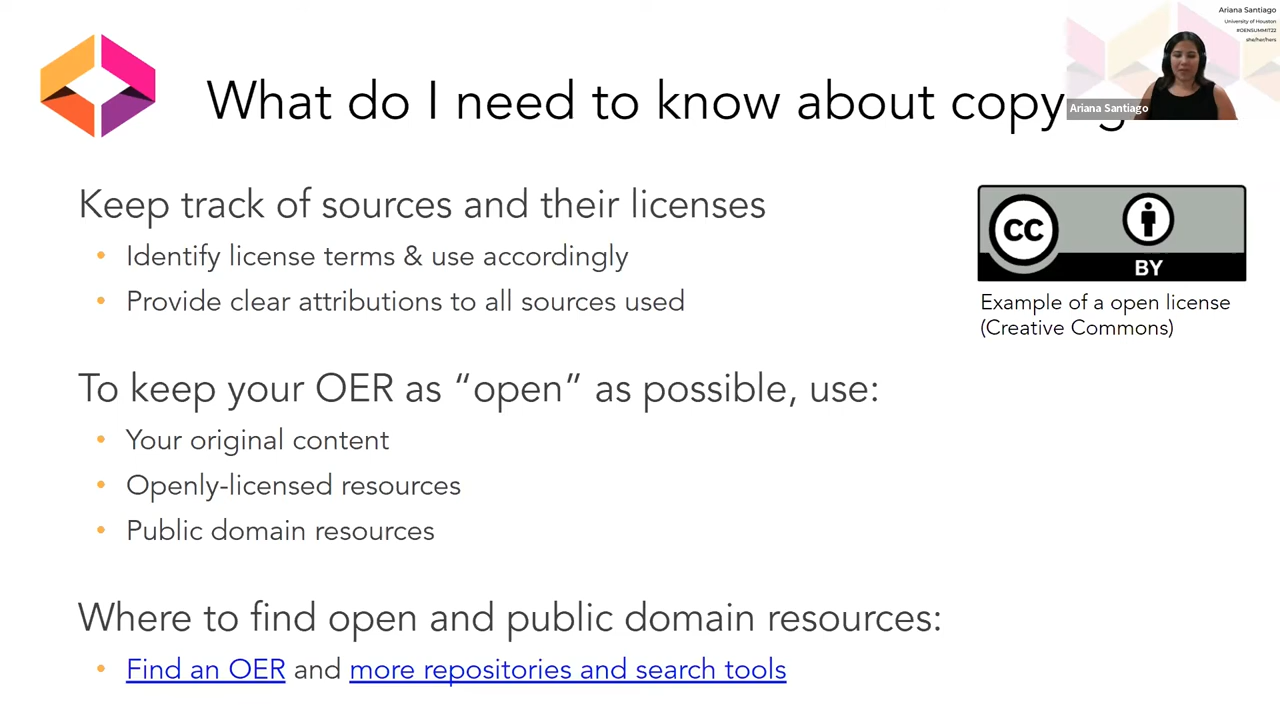 Ariana Santiago
University of Houston
#OENSUMMIT22
she/her/hers
Ariana Santiago
What do I need to know about
Keep track of sources and their licenses
• Identify license terms & use accordingly
• Provide clear attributions to all sources used
CC
BY
Example of a open license
(Creative Commons)
To keep your OER as “open” as possible, use:
• Your original content
• Openly-licensed resources
• Public domain resources
Where to find open and public domain resources:
• Find an OER and more repositories and search tools